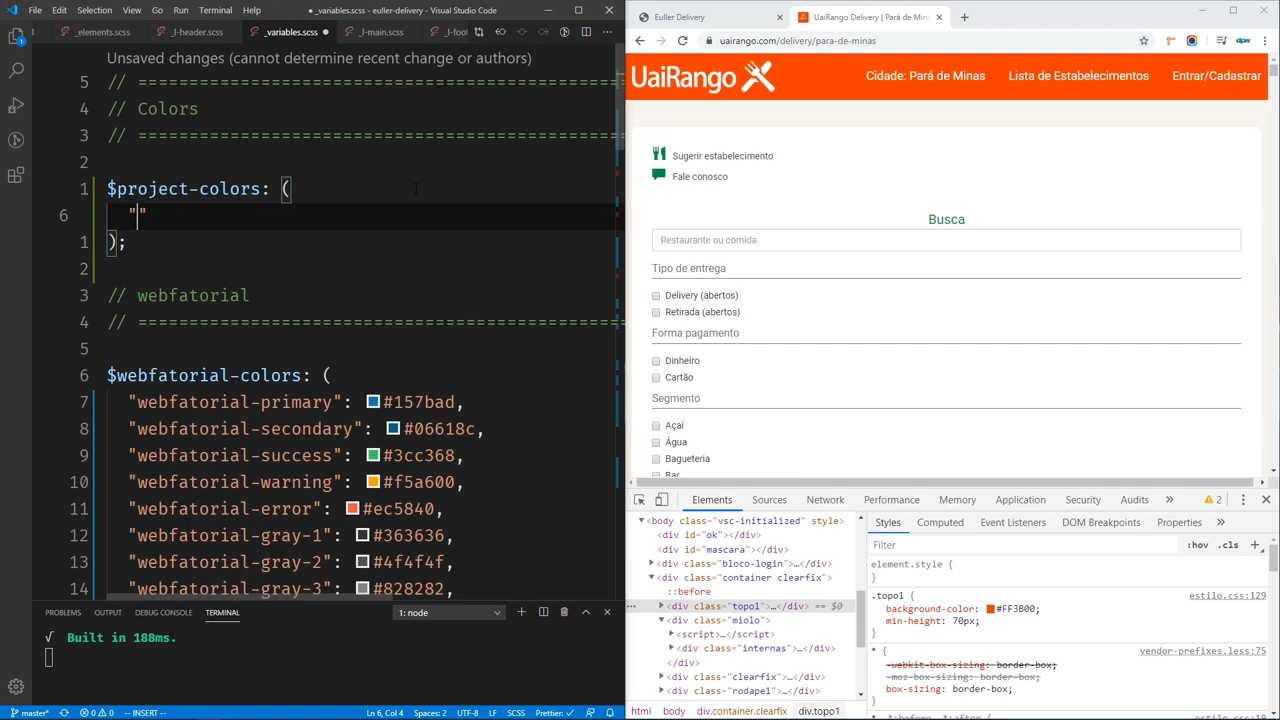 File Edit Selection View Go Run Terminal Help ● _variables.scss - euller-delivery - Visual Studio Code
_elements.scss _l-header.scss _variables.scss ● _l-main.scss _l-foot
Unsaved changes (cannot determine recent change or authors)
5 // ===============================================
4 // Colors
3 // ===============================================
2
1 $project-colors: (
6 ""
1 );
2
3 // webfatorial
4 // ===============================================
5
6 $webfatorial-colors: (
7 "webfatorial-primary": #157bad,
8 "webfatorial-secondary": #06618c,
9 "webfatorial-success": #3cc368,
10 "webfatorial-warning": #f5a600,
11 "webfatorial-error": #ec5840,
12 "webfatorial-gray-1": #363636,
13 "webfatorial-gray-2": #4f4f4f,
14 "webfatorial-gray-3": #828282,
PROBLEMS OUTPUT DEBUG CONSOLE TERMINAL 1: node
√ Built in 188ms.
master* 0 0 -- INSERT -- Ln 6, Col 4 Spaces: 2 UTF-8 LF SCSS Prettier: ✓
Euller Delivery UaiRango Delivery | Pará de Min
uairango.com/delivery/para-de-minas
dpw
UaiRango Cidade: Pará de Minas Lista de Estabelecimentos Entrar/Cadastrar
Sugerir estabelecimento
Fale conosco
Busca
Restaurante ou comida
Tipo de entrega
Delivery (abertos)
Retirada (abertos)
Forma pagamento
Dinheiro
Cartão
Segmento
Açaí
Água
Bagueteria
Bar
Elements Sources Network Performance Memory Application Security Audits » 2
<body class="vsc-initialized" style>
<div id="ok"></div>
<div id="mascara"></div>
<div class="bloco-login">…</div>
<div class="container clearfix">
::before
<div class="topo1">…</div> == $0
<div class="miolo">
<script>…</script>
<div class="internas">…</div>
</div>
<div class="clearfix">…</div>
<div class="rodape1">…</div>
html body div.container.clearfix div.topo1
Styles Computed Event Listeners DOM Breakpoints Properties »
Filter :hov .cls +
element.style {
}
.topo1 { estilo.css:129
background-color: #FF3B00;
min-height: 70px;
}
* { vendor-prefixes.less:75
-webkit-box-sizing: border-box;
-moz-box-sizing: border-box;
box-sizing: border-box;
}